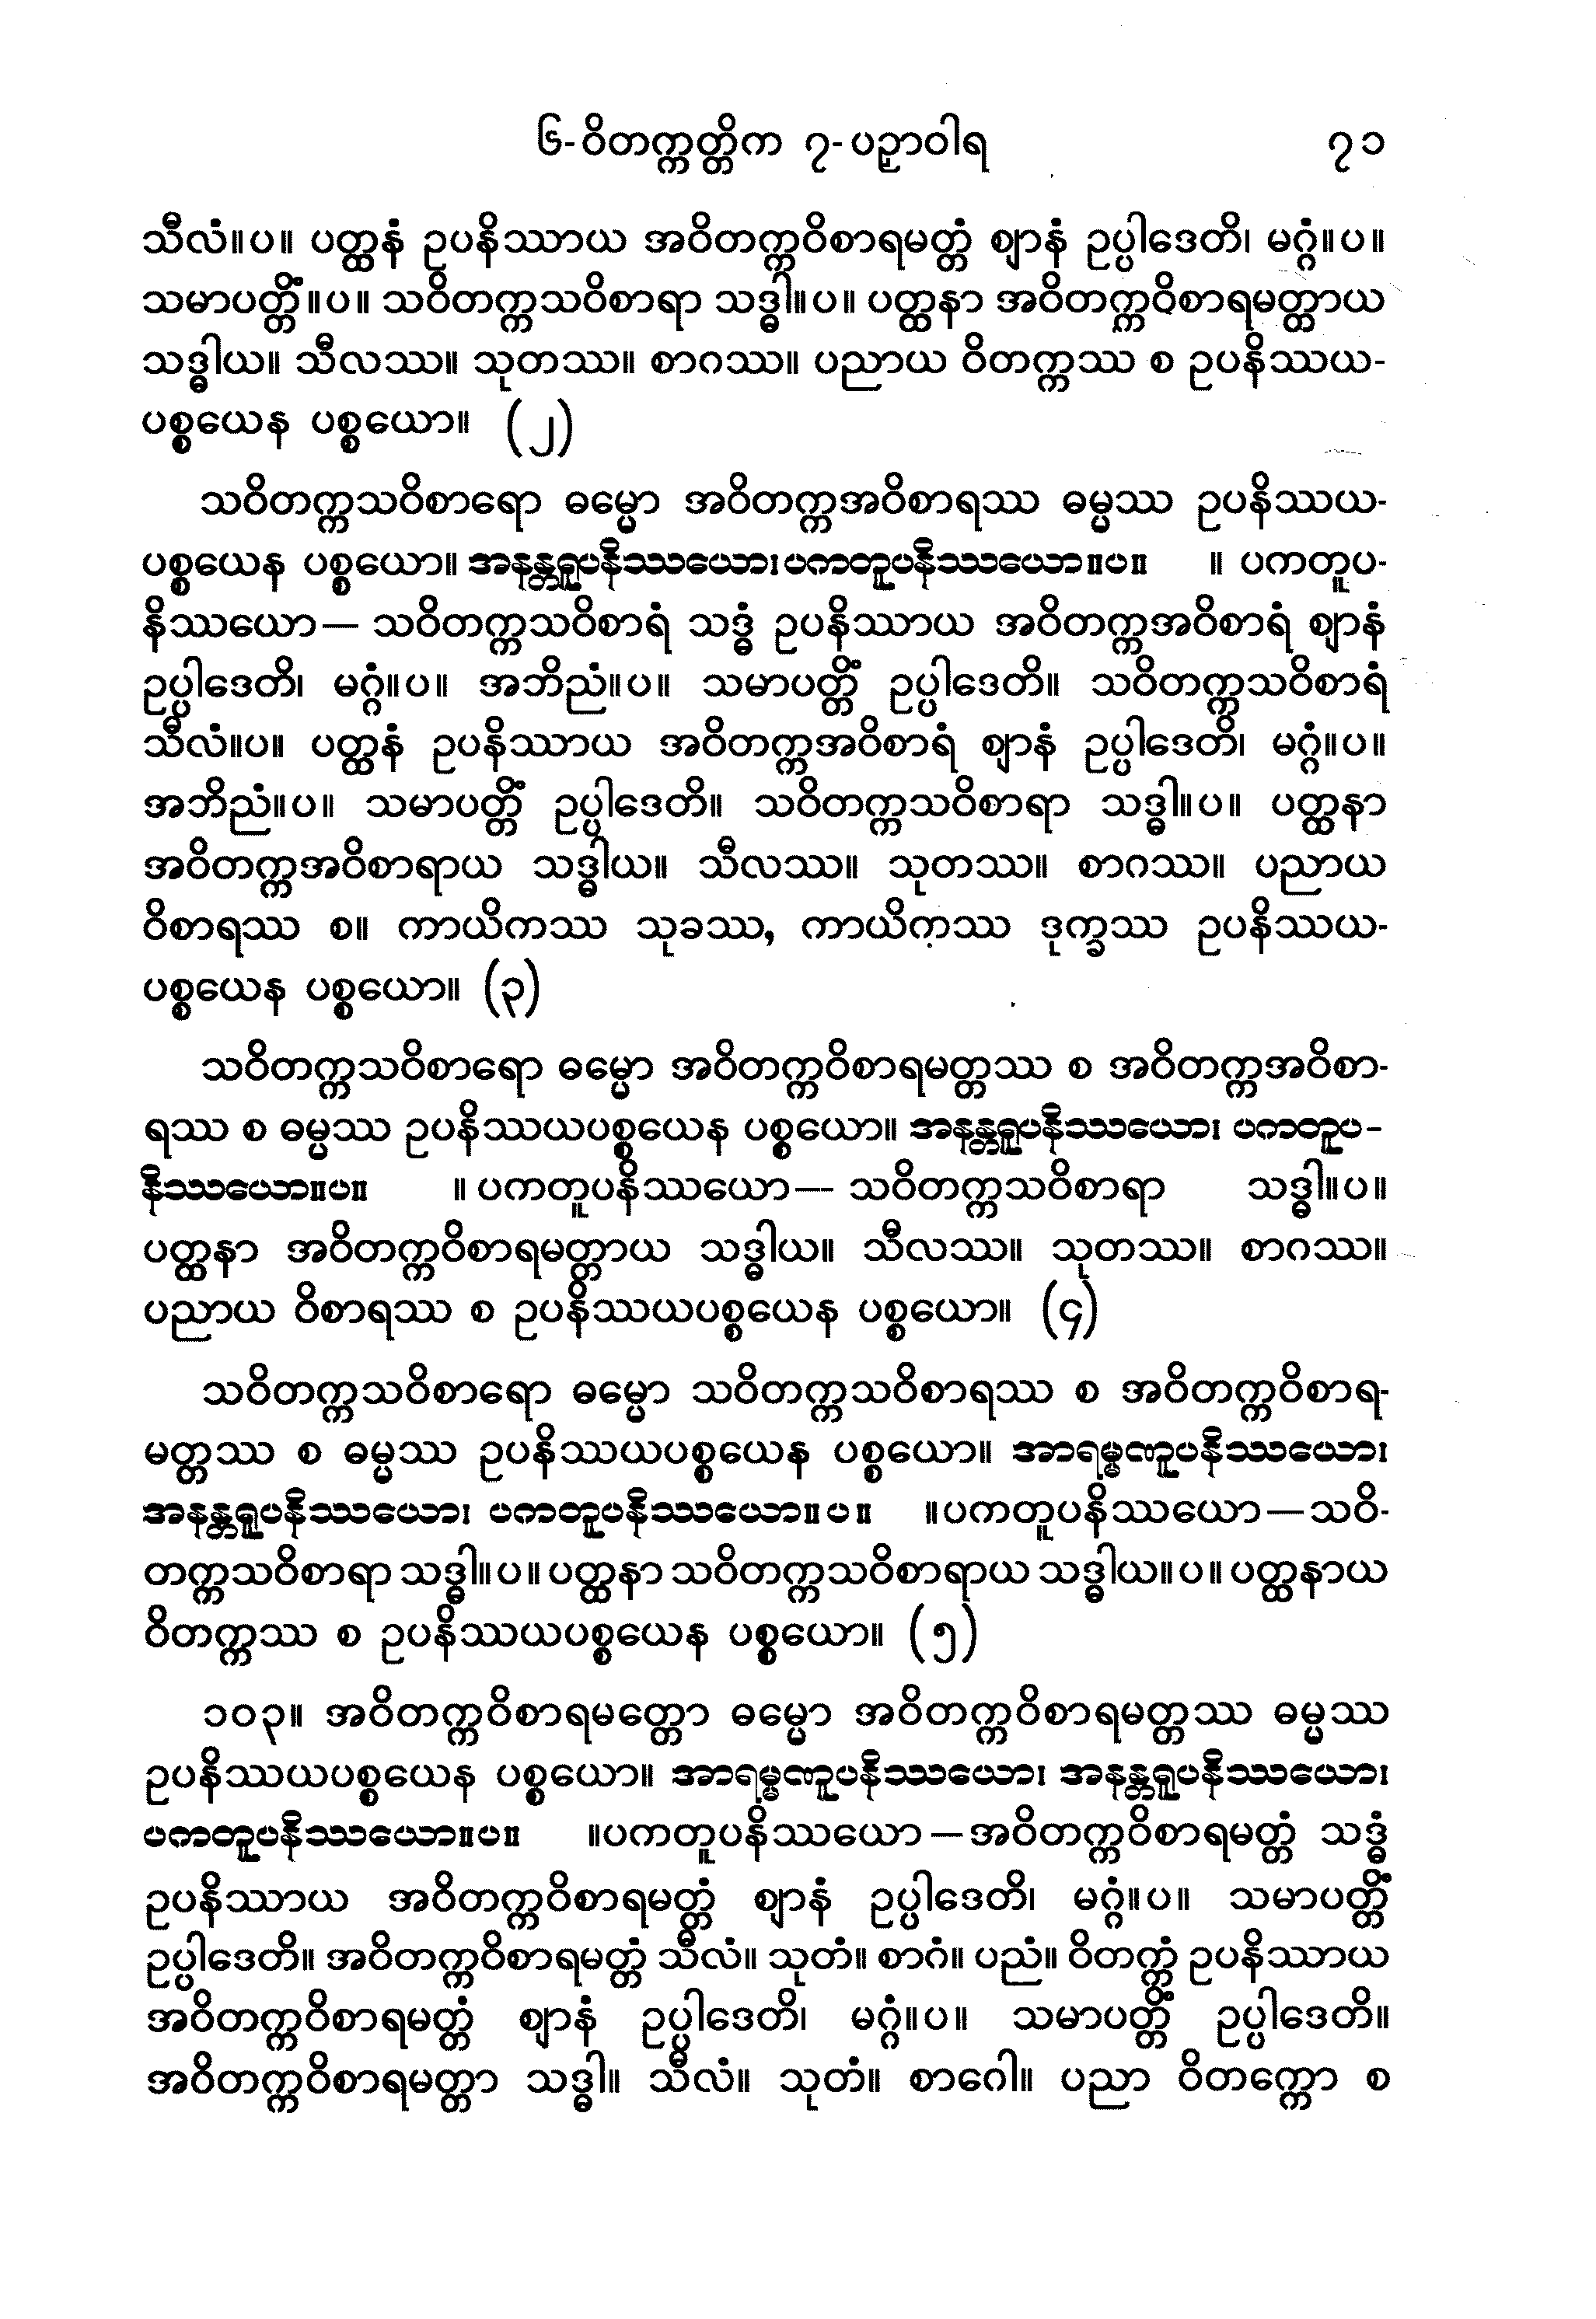 ၆-ဝိတက္ကတ္တိက ၇-ပဉှာဝါရ ၇၁
သီလံ။ပ။ ပတ္ထနံ ဥပနိဿာယ အဝိတက္ကဝိစာရမတ္တံ ဈာနံ ဥပ္ပါဒေတိ၊ မဂ္ဂံ။ပ။
သမာပတ္တိံ။ပ။ သဝိတက္ကသဝိစာရာ သဒ္ဓါ။ပ။ ပတ္ထနာ အဝိတက္ကဝိစာရမတ္ထာယ
သဒ္ဓါယ။ သီလဿ။ သုတဿ။ စာဂဿ။ ပညာယ ဝိတက္ကဿ စ ဥပနိဿယ-
ပစ္စယေန ပစ္စယော။ (၂)
သဝိတက္ကသဝိစာရော ဓမ္မော အဝိတက္ကအဝိစာရဿ ဓမ္မဿ ဥပနိဿယ-
ပစ္စယေန ပစ္စယော။ အနန္တရူပနိဿယော၊ ပကတူပနိဿယော။ပ။ ။ ပကတူပ-
နိဿယော— သဝိတက္ကသဝိစာရံ သဒ္ဓံ ဥပနိဿာယ အဝိတက္ကအဝိစာရံ ဈာနံ
ဥပ္ပါဒေတိ၊ မဂ္ဂံ။ပ။ အဘိညံ။ပ။ သမာပတ္တိံ ဥပ္ပါဒေတိ။ သဝိတက္ကသဝိစာရံ
သီလံ။ပ။ ပတ္ထနံ ဥပနိဿာယ အဝိတက္ကအဝိစာရံ ဈာနံ ဥပ္ပါဒေတိ၊ မဂ္ဂံ။ပ။
အဘိညံ။ပ။ သမာပတ္တိံ ဥပ္ပါဒေတိ။ သဝိတက္ကသဝိစာရာ သဒ္ဓါ။ပ။ ပတ္ထနာ
အဝိတက္ကအဝိစာရာယ သဒ္ဓါယ။ သီလဿ။ သုတဿ။ စာဂဿ။ ပညာယ
ဝိစာရဿ စ။ ကာယိကဿ သုခဿ, ကာယိကဿ ဒုက္ခဿ ဥပနိဿယ-
ပစ္စယေန ပစ္စယော။ (၃)
သဝိတက္ကသဝိစာရော ဓမ္မော အဝိတက္ကဝိစာရမတ္တဿ စ အဝိတက္ကအဝိစာ-
ရဿ စ ဓမ္မဿ ဥပနိဿယပစ္စယေန ပစ္စယော။ အနန္တရူပနိဿယော၊ ပကတူပ-
နိဿယော။ပ။ ။ ပကတူပနိဿယော— သဝိတက္ကသဝိစာရာ သဒ္ဓါ။ပ။
ပတ္ထနာ အဝိတက္ကဝိစာရမတ္တာယ သဒ္ဓါယ။ သီလဿ။ သုတဿ။ စာဂဿ။
ပညာယ ဝိစာရဿ စ ဥပနိဿယပစ္စယေန ပစ္စယော။ (၄)
သဝိတက္ကသဝိစာရော ဓမ္မော သဝိတက္ကသဝိစာရဿ စ အဝိတက္ကဝိစာရ-
မတ္တဿ စ ဓမ္မဿ ဥပနိဿယပစ္စယေန ပစ္စယော။ အာရမ္မဏူပနိဿယော၊
အနန္တရူပနိဿယော၊ ပကတူပနိဿယော။ပ။ ။ပကတူပနိဿယော—သဝိ-
တက္ကသဝိစာရာ သဒ္ဓါ။ပ။ ပတ္ထနာ သဝိတက္ကသဝိစာရာယ သဒ္ဓါယ။ပ။ ပတ္ထနာယ
ဝိတက္ကဿ စ ဥပနိဿယပစ္စယေန ပစ္စယော။ (၅)
၁၀၃။ အဝိတက္ကဝိစာရမတ္တော ဓမ္မော အဝိတက္ကဝိစာရမတ္တဿ ဓမ္မဿ
ဥပနိဿယပစ္စယေန ပစ္စယော။ အာရမ္မဏူပနိဿယော၊ အနန္တရူပနိဿယော၊
ပကတူပနိဿယော။ပ။ ။ပကတူပနိဿယော—အဝိတက္ကဝိစာရမတ္တံ သဒ္ဓံ
ဥပနိဿာယ အဝိတက္ကဝိစာရမတ္တံ ဈာနံ ဥပ္ပါဒေတိ၊ မဂ္ဂံ။ပ။ သမာပတ္တိံ
ဥပ္ပါဒေတိ။ အဝိတက္ကဝိစာရမတ္တံ သီလံ။ သုတံ။ စာဂံ။ ပညံ။ ဝိတက္ကံ ဥပနိဿာယ
အဝိတက္ကဝိစာရမတ္တံ ဈာနံ ဥပ္ပါဒေတိ၊ မဂ္ဂံ။ပ။ သမာပတ္တိံ ဥပ္ပါဒေတိ။
အဝိတက္ကဝိစာရမတ္တာ သဒ္ဓါ။ သီလံ။ သုတံ။ စာဂေါ။ ပညာ ဝိတက္ကော စ